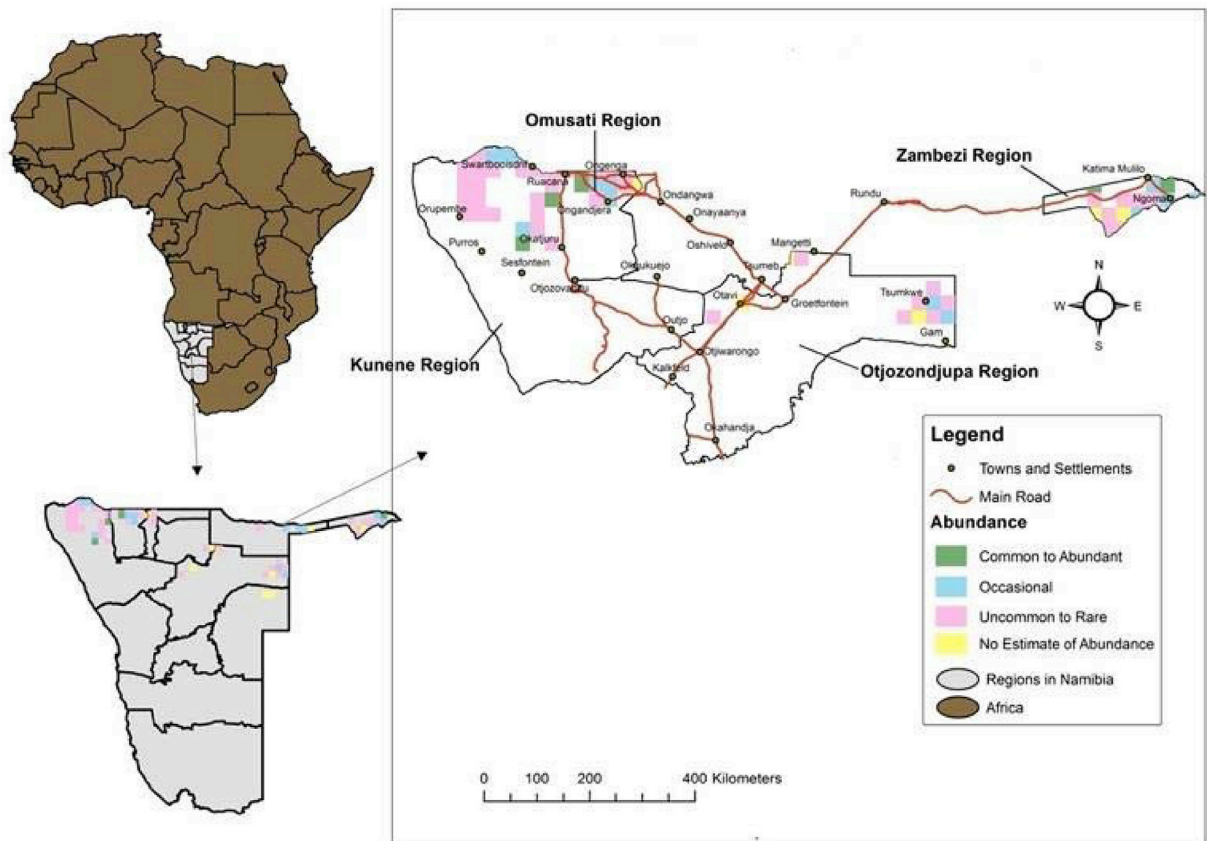 Omusati Region
Zambezi Region
Swartbooisdrif
Ongenga
Katima Mulilo
Ruacana
Ondangwa
Rundu
Ngoma
Orupembe
Ongandjera
Onayaanya
Purros
Okatjuru
Oshivelo
Mangetti
Sesfontein
Okaukuejo
Tsumeb
N
Otjozovandu
Tsumkwe
W
E
Otavi
Grootfontein
S
Outjo
Gam
Kunene Region
Otjiwarongo
Otjozondjupa Region
Kalkfeld
Okahandja
Legend
Towns and Settlements
Main Road
Abundance
Common to Abundant
Occasional
Uncommon to Rare
No Estimate of Abundance
Regions in Namibia
Africa
0 100 200 400 Kilometers